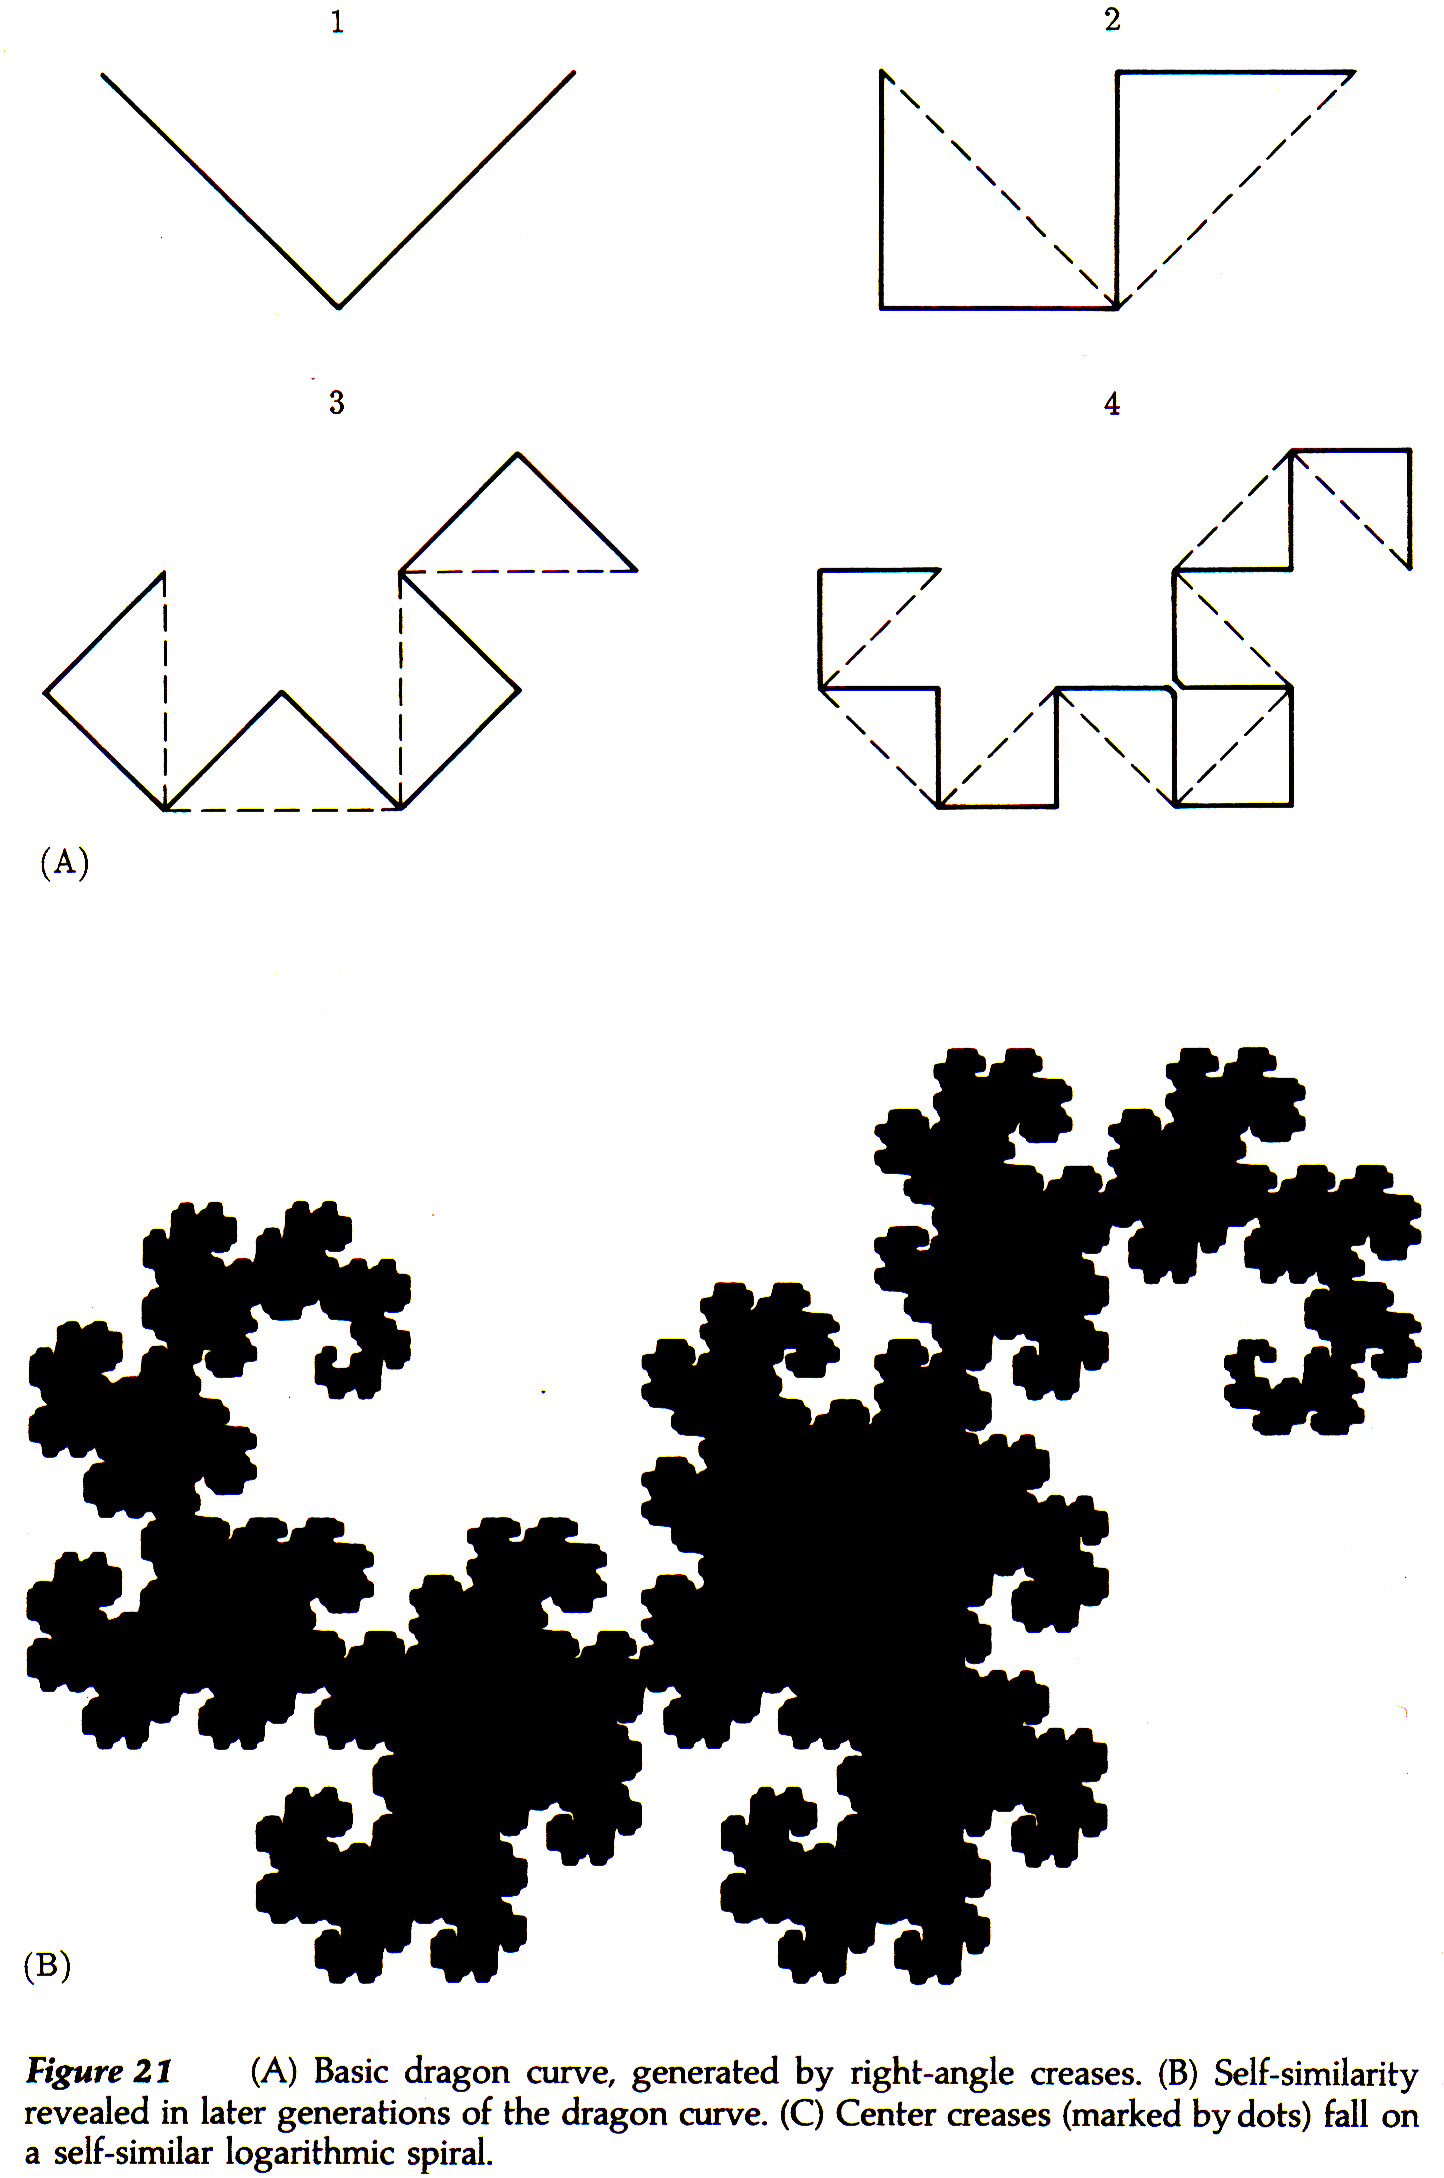 1
2
3
4
(A)
(B)
Figure 21 (A) Basic dragon curve, generated by right-angle creases. (B) Self-similarity
revealed in later generations of the dragon curve. (C) Center creases (marked by dots) fall on
a self-similar logarithmic spiral.